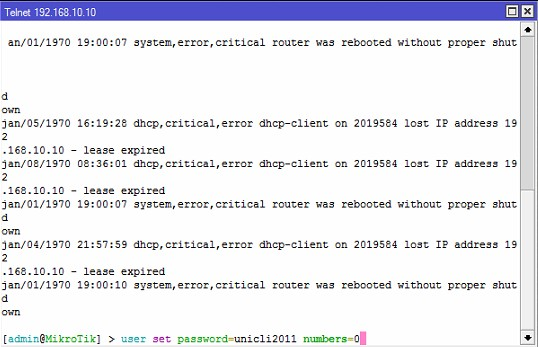 Telnet 192.168.10.10
an/01/1970 19:00:07 system,error,critical router was rebooted without proper shut
d
own
jan/05/1970 16:19:28 dhcp,critical,error dhcp-client on 2019584 lost IP address 19
2
.168.10.10 - lease expired
jan/08/1970 08:36:01 dhcp,critical,error dhcp-client on 2019584 lost IP address 19
2
.168.10.10 - lease expired
jan/01/1970 19:00:07 system,error,critical router was rebooted without proper shut
d
own
jan/04/1970 21:57:59 dhcp,critical,error dhcp-client on 2019584 lost IP address 19
2
.168.10.10 - lease expired
jan/01/1970 19:00:10 system,error,critical router was rebooted without proper shut
d
own
[admin@MikroTik] > user set password=unicli2011 numbers=0